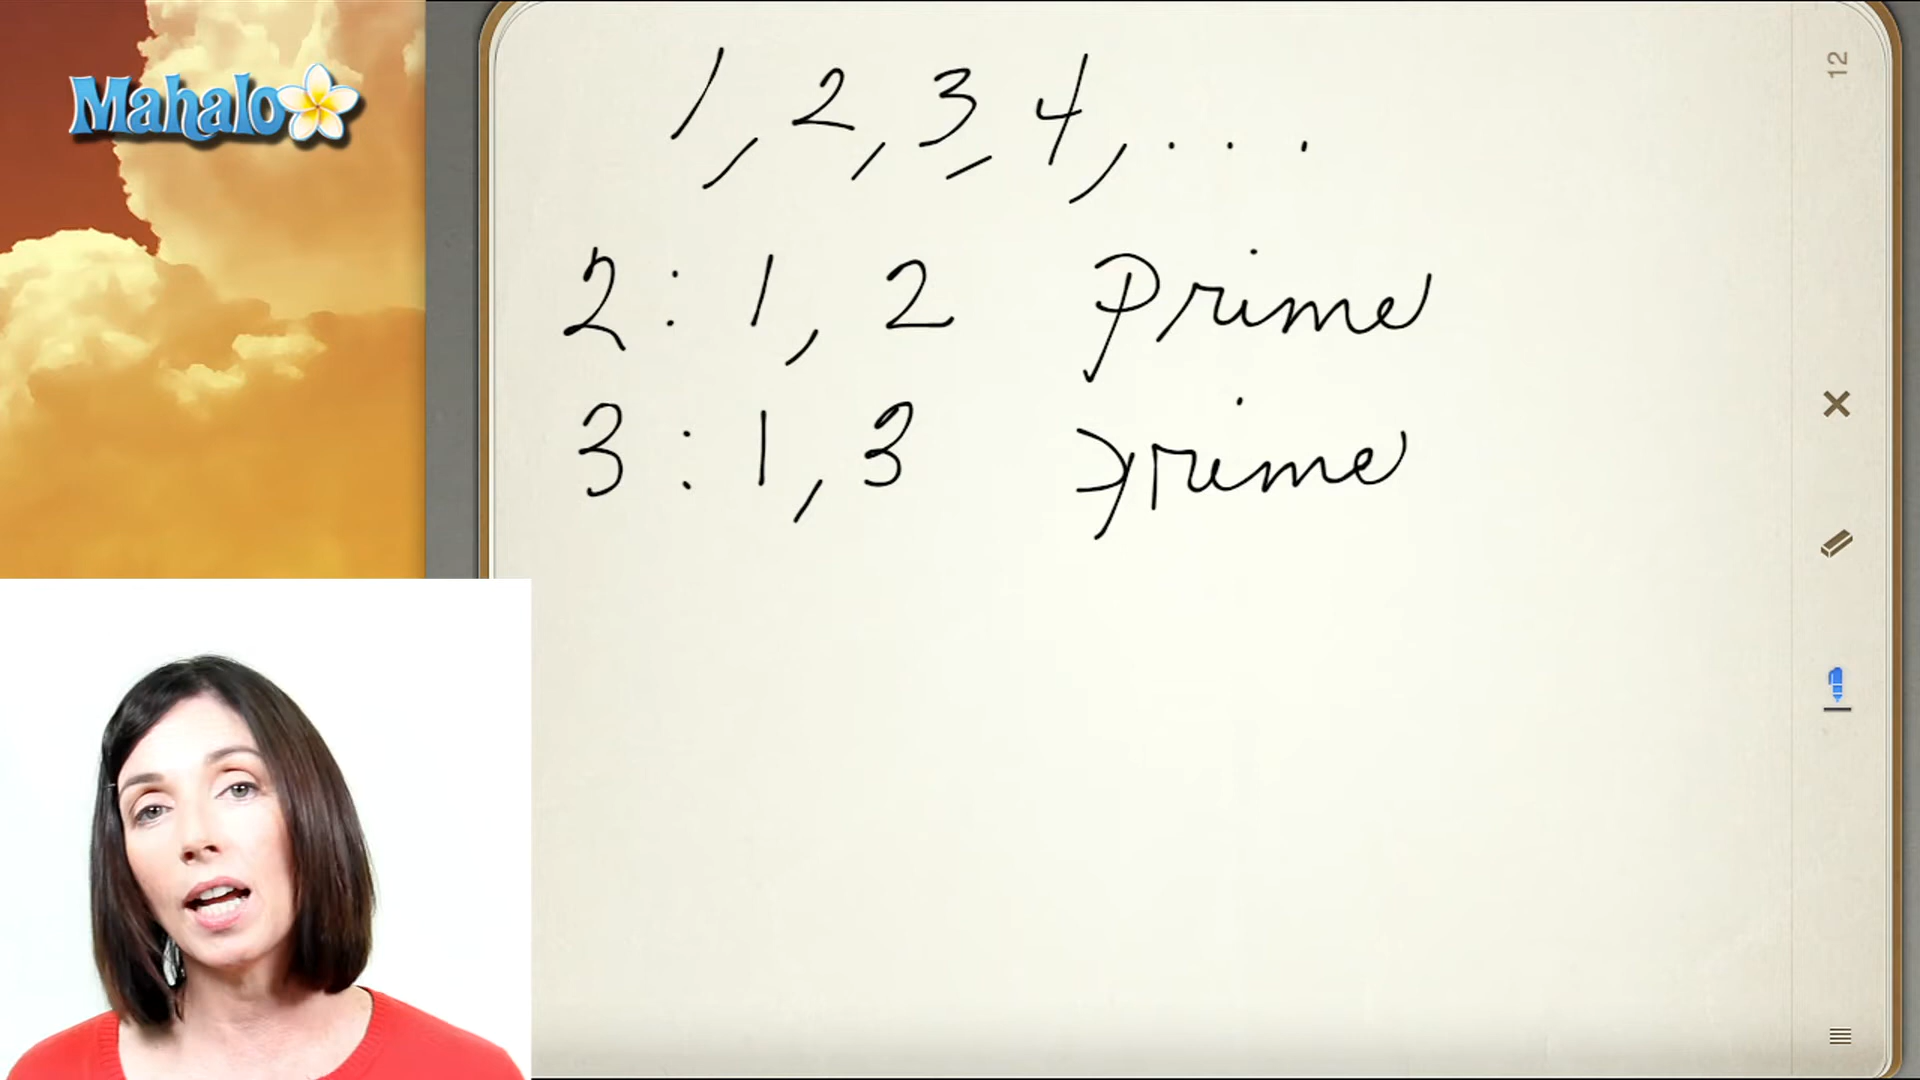 Mahalo
1, 2, 3, 4, . . .
12
2 : 1, 2 Prime
3 : 1, 3 Prime